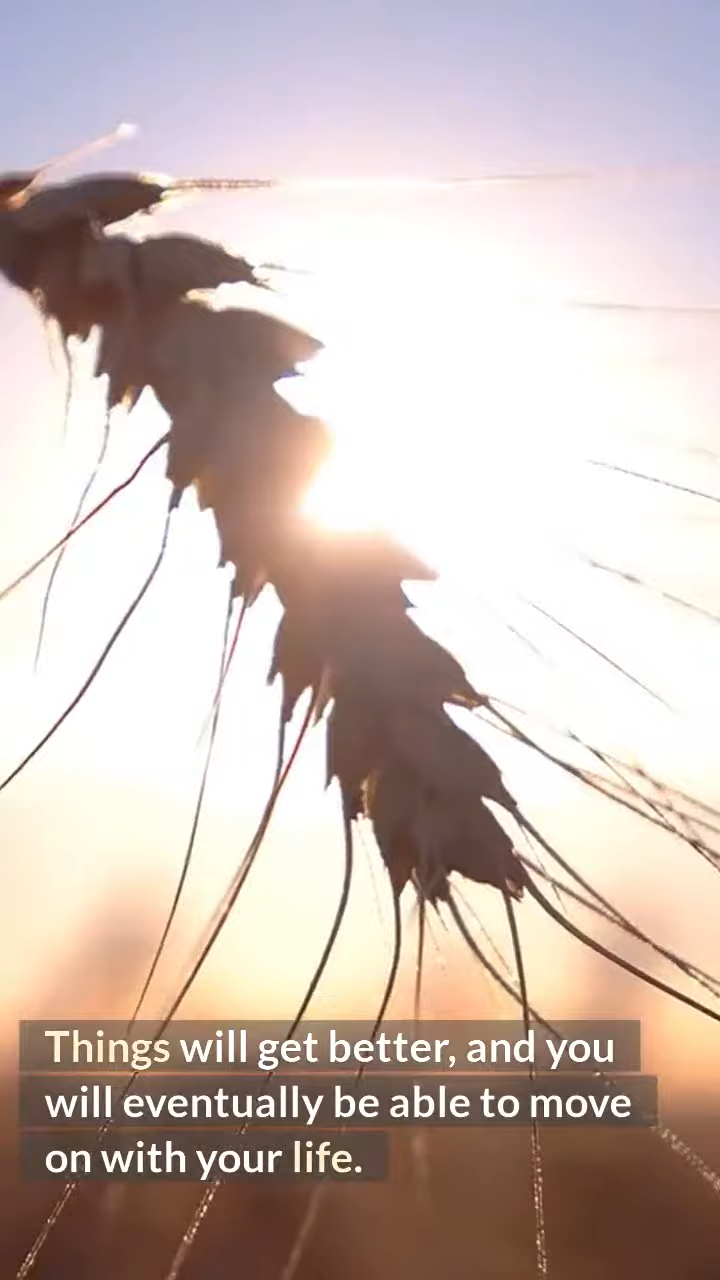 Things will get better, and you
will eventually be able to move
on with your life.